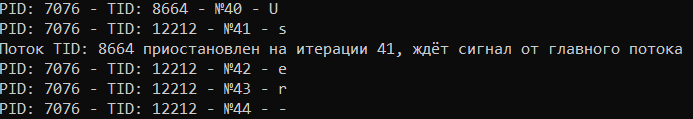 PID: 7076 - TID: 8664 - №40 - U
PID: 7076 - TID: 12212 - №41 - s
Поток TID: 8664 приостановлен на итерации 41, ждёт сигнал от главного потока
PID: 7076 - TID: 12212 - №42 - e
PID: 7076 - TID: 12212 - №43 - r
PID: 7076 - TID: 12212 - №44 - -